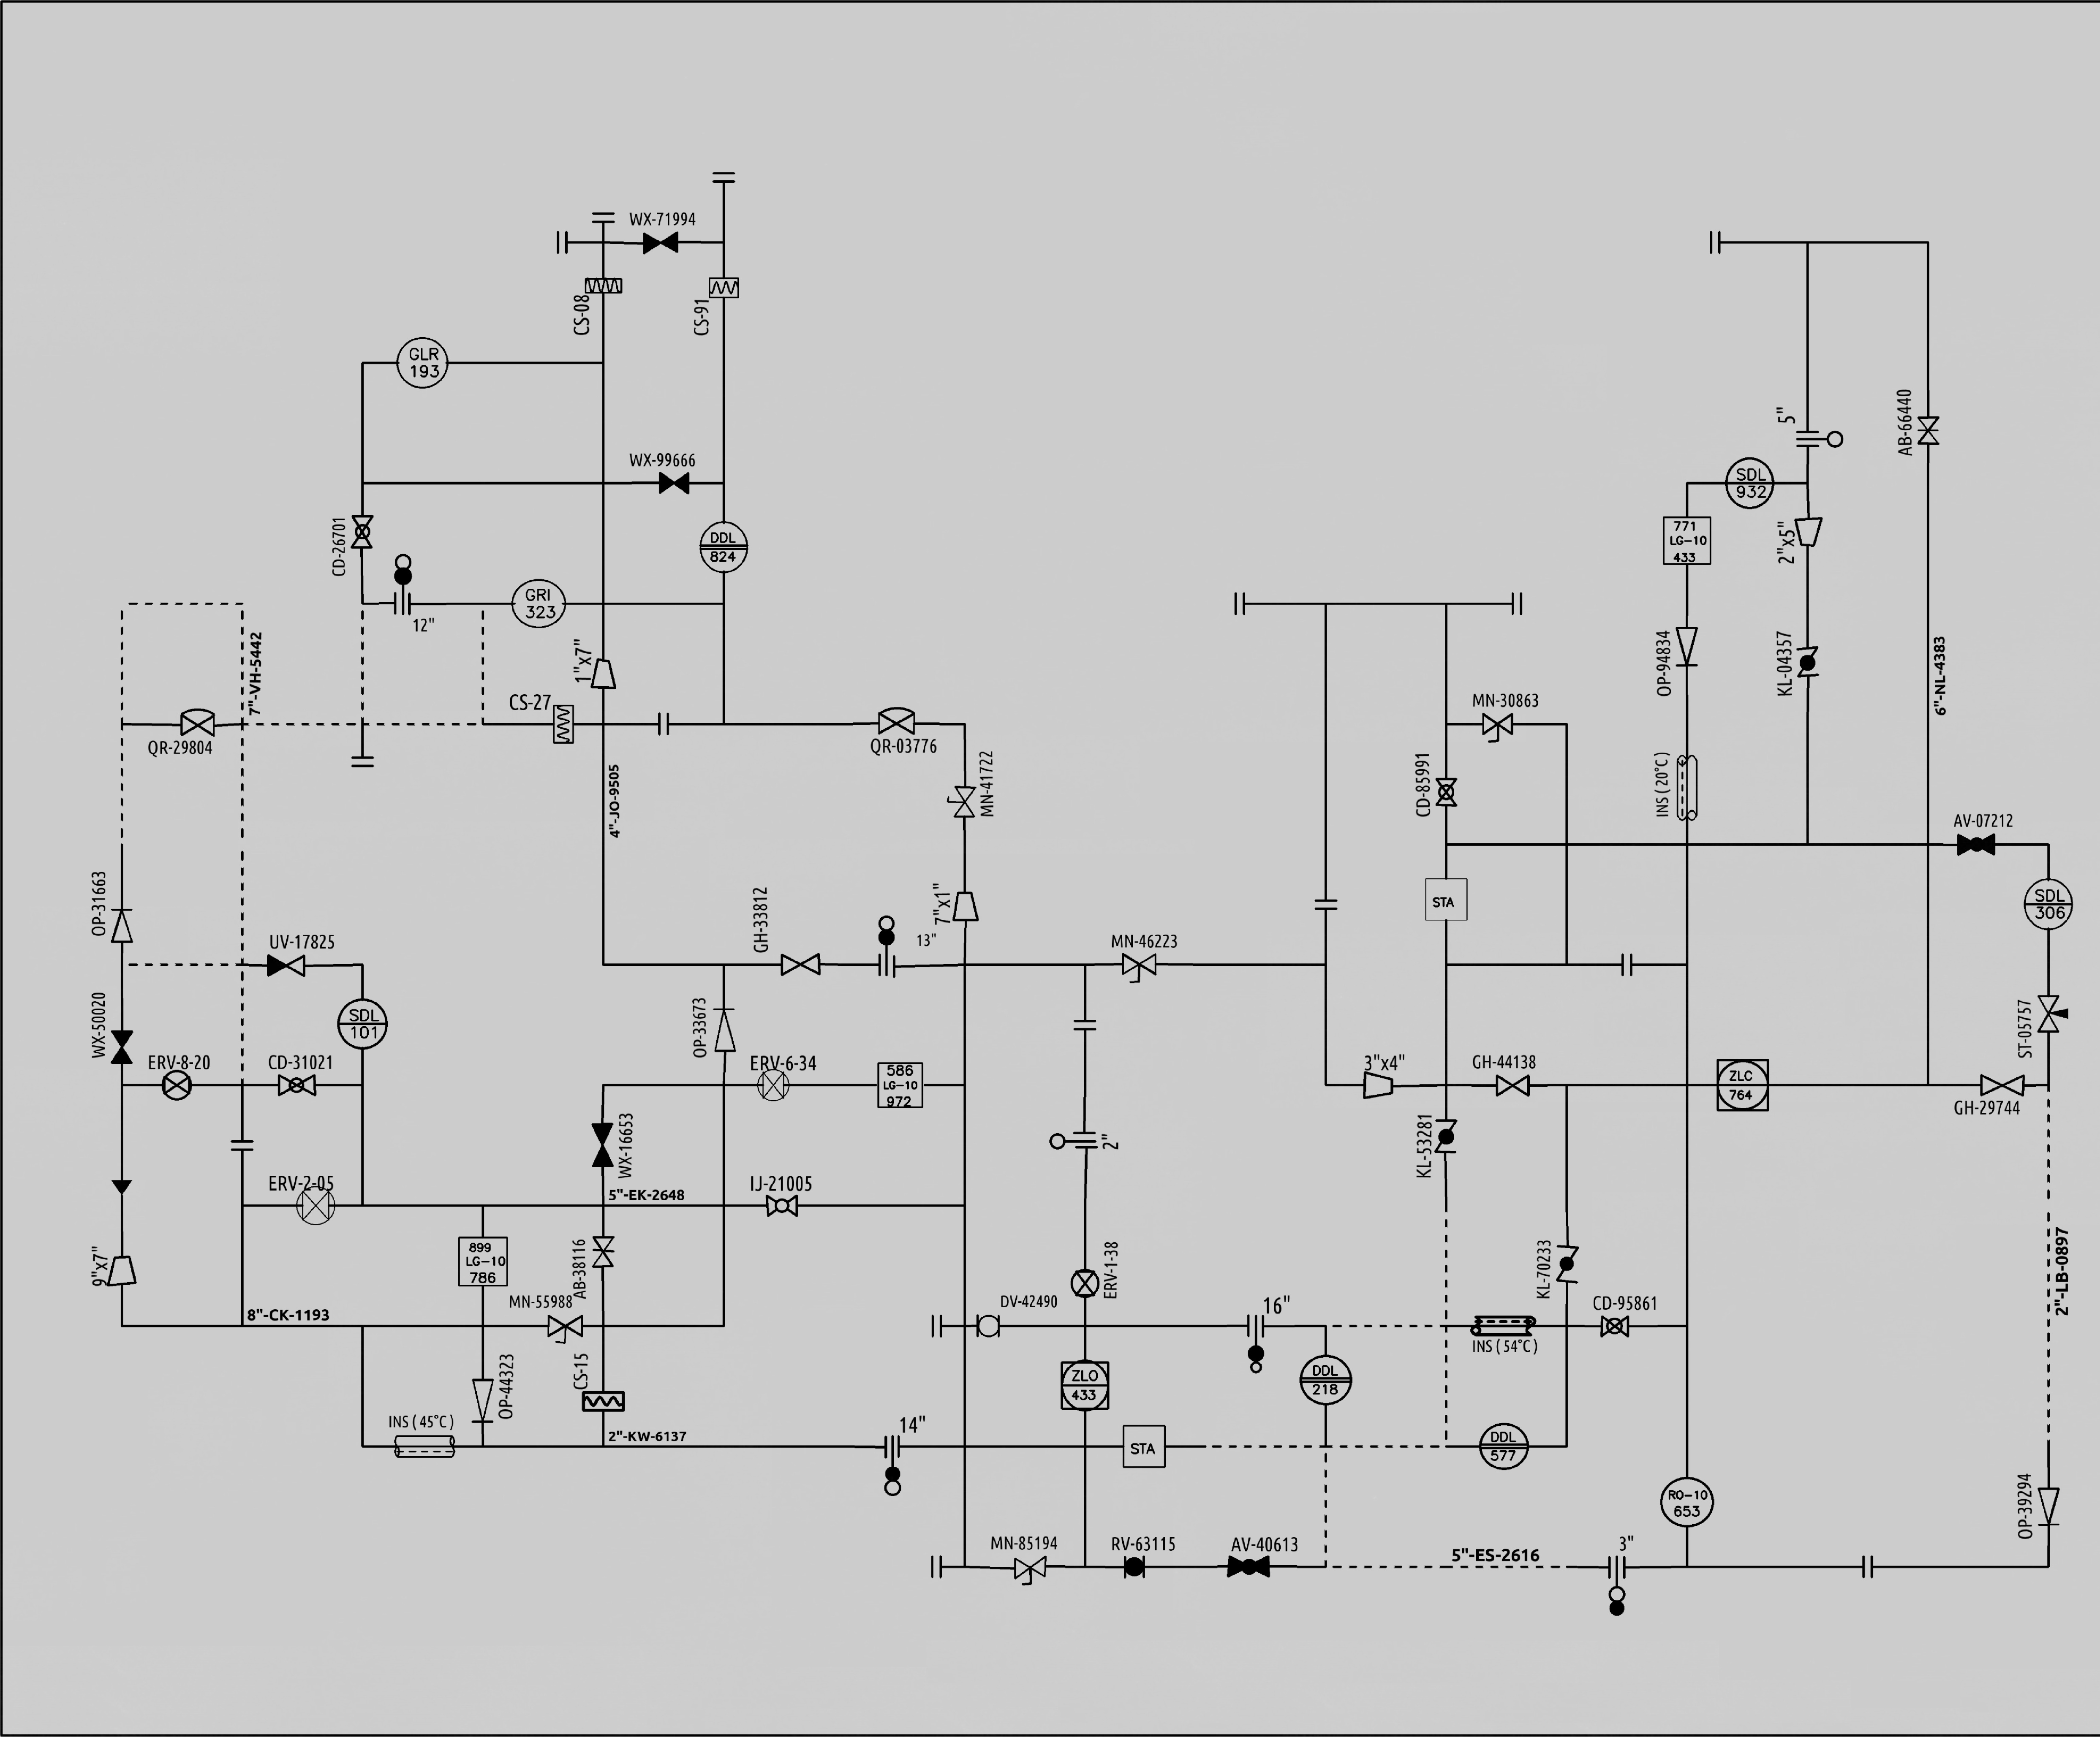 WX-71994
CS-08
CS-91
GLR
193
5"
AB-66440
WX-99666
SDL
932
CD-26701
DDL
824
771
LG-10
433
2"x5"
GRI
323
12"
7"-VH-5442
1"x7"
OP-94834
KL-04357
6"-NL-4383
CS-27
MN-30863
QR-29804
QR-03776
MN-41722
4"-JO-9505
CD-85991
INS(20°C)
AV-07212
OP-31663
GH-33812
7"x1"
STA
SDL
306
UV-17825
13"
MN-46223
WX-50020
SDL
101
OP-33673
ST-05757
ERV-8-20
CD-31021
ERV-6-34
586
LG-10
972
3"x4"
GH-44138
ZLC
764
GH-29744
WX-16653
2"
KL-53281
ERV-2-05
5"-EK-2648
IJ-21005
899
LG-10
786
9"x7"
AB-38116
ERV-1-38
KL-70233
2"-LB-0897
8"-CK-1193
MN-55988
DV-42490
16"
CD-95861
INS(54°C)
CS-15
OP-44323
ZLO
433
DDL
218
INS(45°C)
2"-KW-6137
14"
STA
DDL
577
RO-10
653
OP-39294
MN-85194
RV-63115
AV-40613
5"-ES-2616
3"